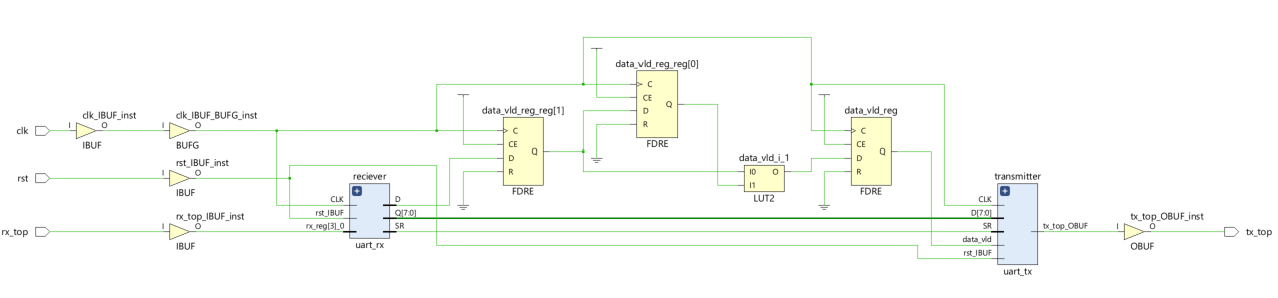 data_vld_reg_reg[0]
C
CE
D
R
Q
FDRE
data_vld_reg_reg[1]
C
CE
D
R
Q
FDRE
data_vld_reg
C
CE
D
R
Q
FDRE
clk
clk_IBUF_inst
I
O
IBUF
clk_IBUF_BUFG_inst
I
O
BUFG
rst
rst_IBUF_inst
I
O
IBUF
rx_top
rx_top_IBUF_inst
I
O
IBUF
reciever
CLK
rst_IBUF
rx_reg[3]_0
D
Q[7:0]
SR
uart_rx
data_vld_i_1
I0
I1
O
LUT2
transmitter
CLK
D[7:0]
SR
data_vld
rst_IBUF
tx_top_OBUF
uart_tx
tx_top_OBUF_inst
I
O
OBUF
tx_top